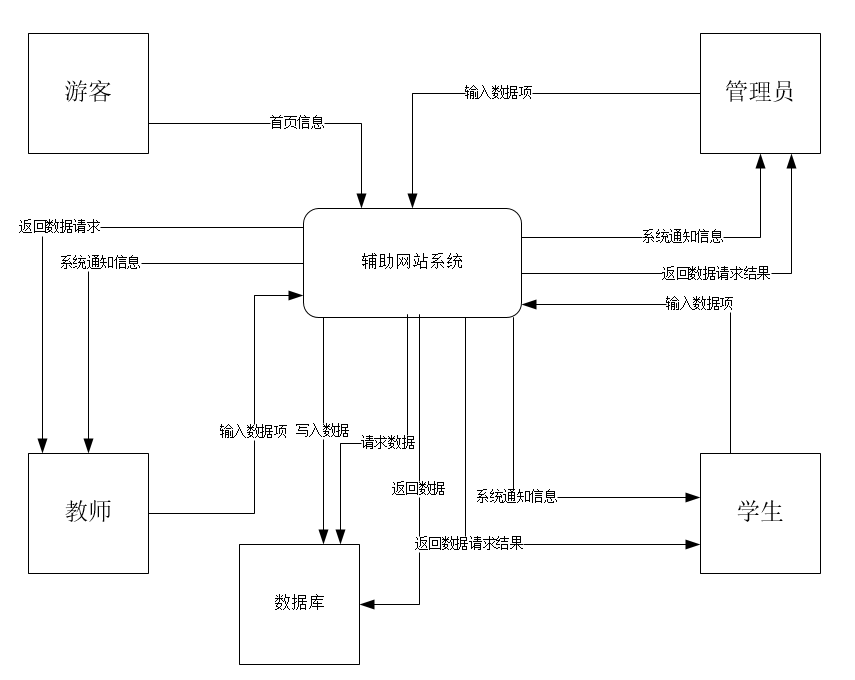 游客
管理员
输入数据项
首页信息
返回数据请求
系统通知信息
系统通知信息
辅助网站系统
返回数据请求结果
输入数据项
输入数据项
写入数据
请求数据
返回数据
系统通知信息
教师
学生
返回数据请求结果
数据库